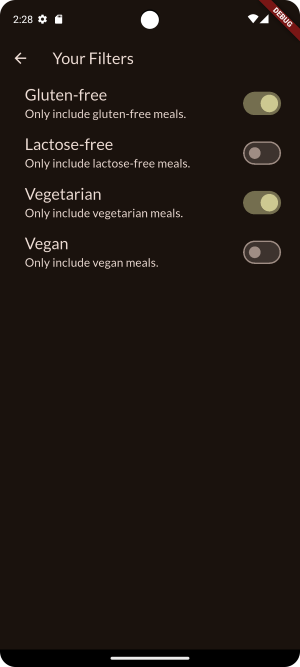 2:28
DEBUG
Your Filters
Gluten-free
Only include gluten-free meals.
Lactose-free
Only include lactose-free meals.
Vegetarian
Only include vegetarian meals.
Vegan
Only include vegan meals.